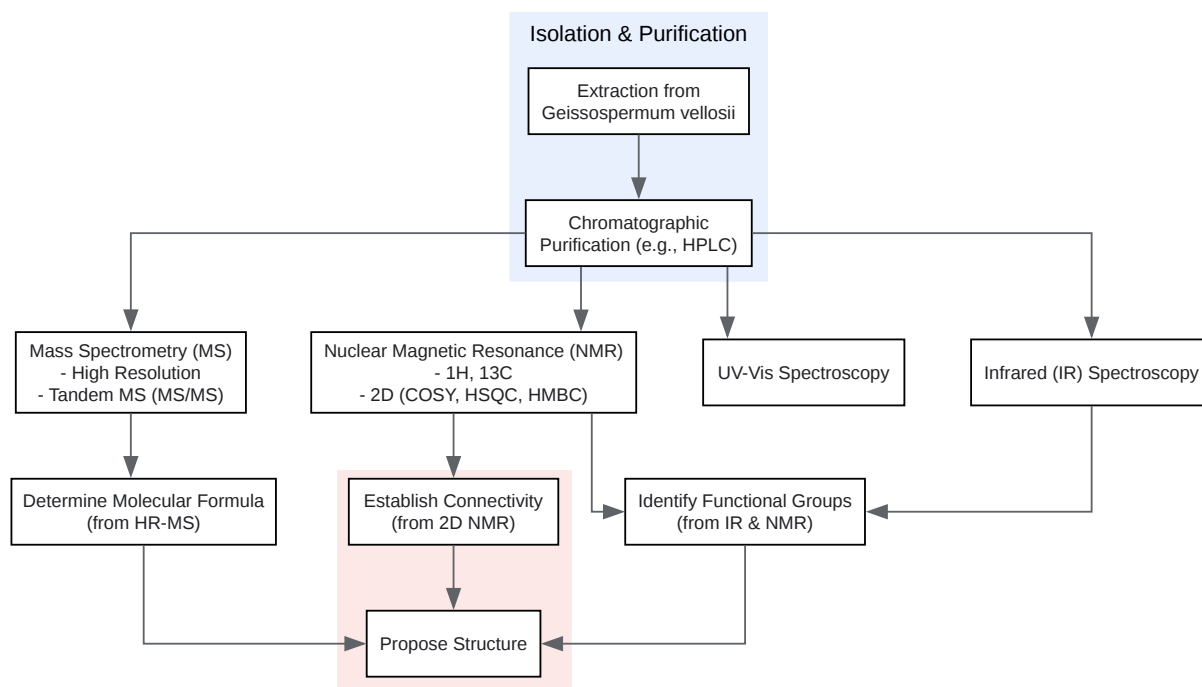 Isolation & Purification
Extraction from
Geissospermum vellosii
Chromatographic
Purification (e.g., HPLC)
Mass Spectrometry (MS)
- High Resolution
- Tandem MS (MS/MS)
Nuclear Magnetic Resonance (NMR)
- 1H, 13C
- 2D (COSY, HSQC, HMBC)
UV-Vis Spectroscopy
Infrared (IR) Spectroscopy
Determine Molecular Formula
(from HR-MS)
Establish Connectivity
(from 2D NMR)
Identify Functional Groups
(from IR & NMR)
Propose Structure